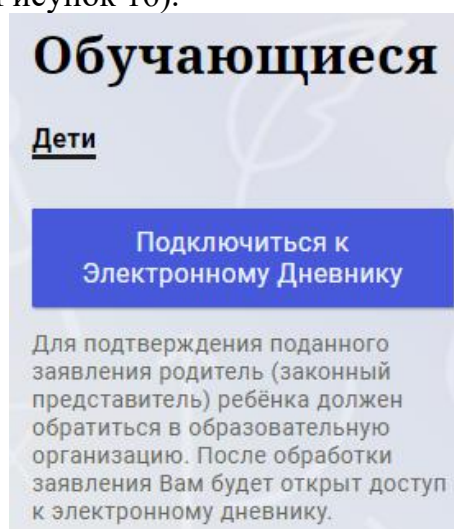 Обучающиеся
Дети
Подключиться к
Электронному Дневнику
Для подтверждения поданного
заявления родитель (законный
представитель) ребёнка должен
обратиться в образовательную
организацию. После обработки
заявления Вам будет открыт доступ
к электронному дневнику.